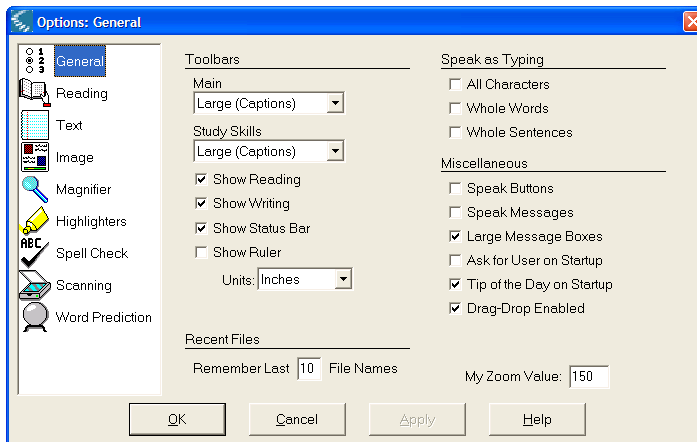 Options: General
General
Reading
Text
Image
Magnifier
Highlighters
ABC
Spell Check
Scanning
Word Prediction
1
2
3
Toolbars
Main
Large (Captions)
Study Skills
Large (Captions)
Show Reading
Show Writing
Show Status Bar
Show Ruler
Units: Inches
Recent Files
Remember Last 10 File Names
Speak as Typing
All Characters
Whole Words
Whole Sentences
Miscellaneous
Speak Buttons
Speak Messages
Large Message Boxes
Ask for User on Startup
Tip of the Day on Startup
Drag-Drop Enabled
My Zoom Value: 150
OK Cancel Apply Help